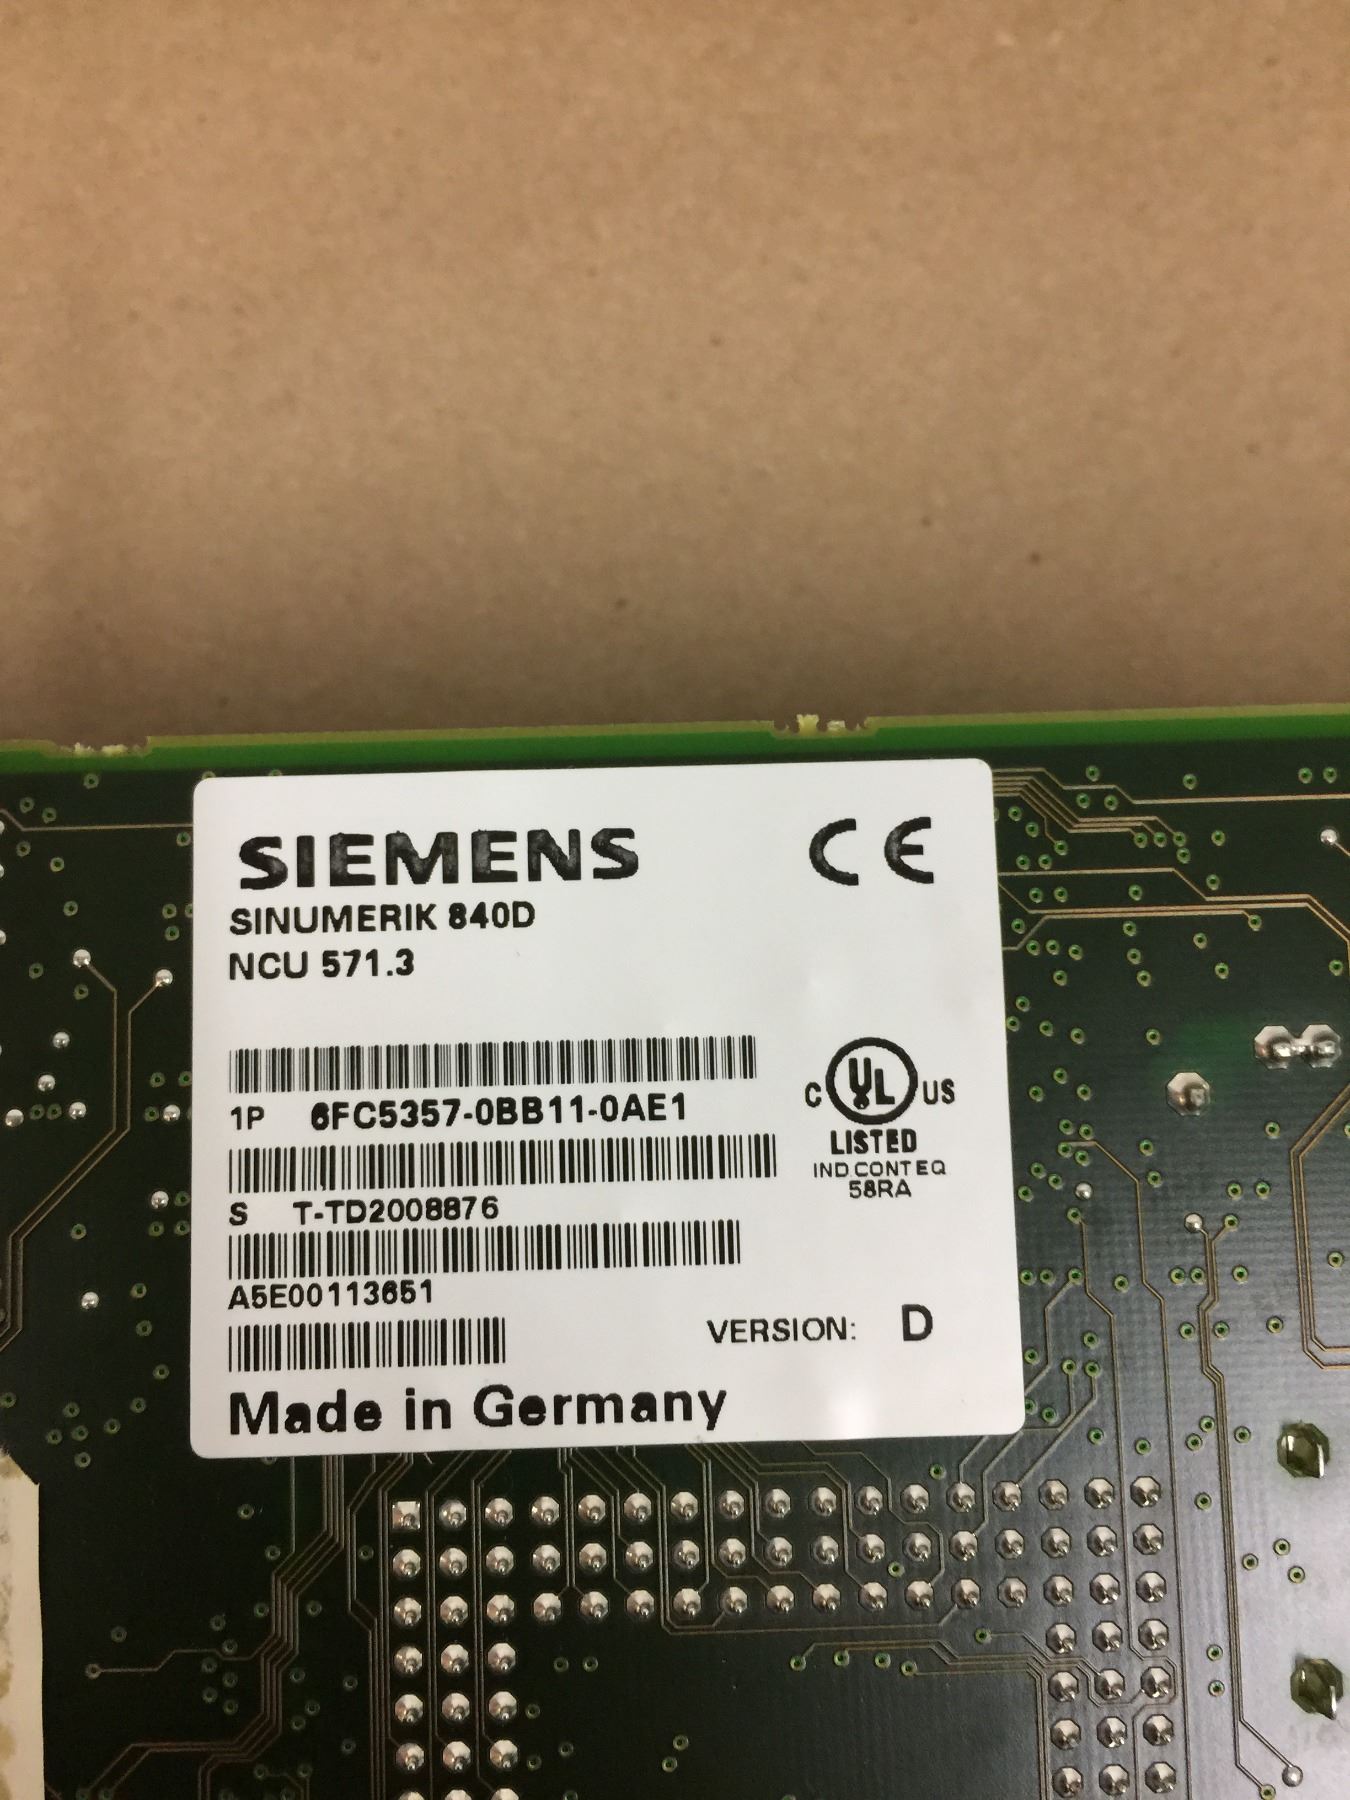 SIEMENS
CE
SINUMERIK 840D
NCU 571.3
1P 6FC5357-0BB11-0AE1
C UL US
LISTED
IND CONT EQ
58RA
S T-TD2008876
A5E00113651
VERSION: D
Made in Germany